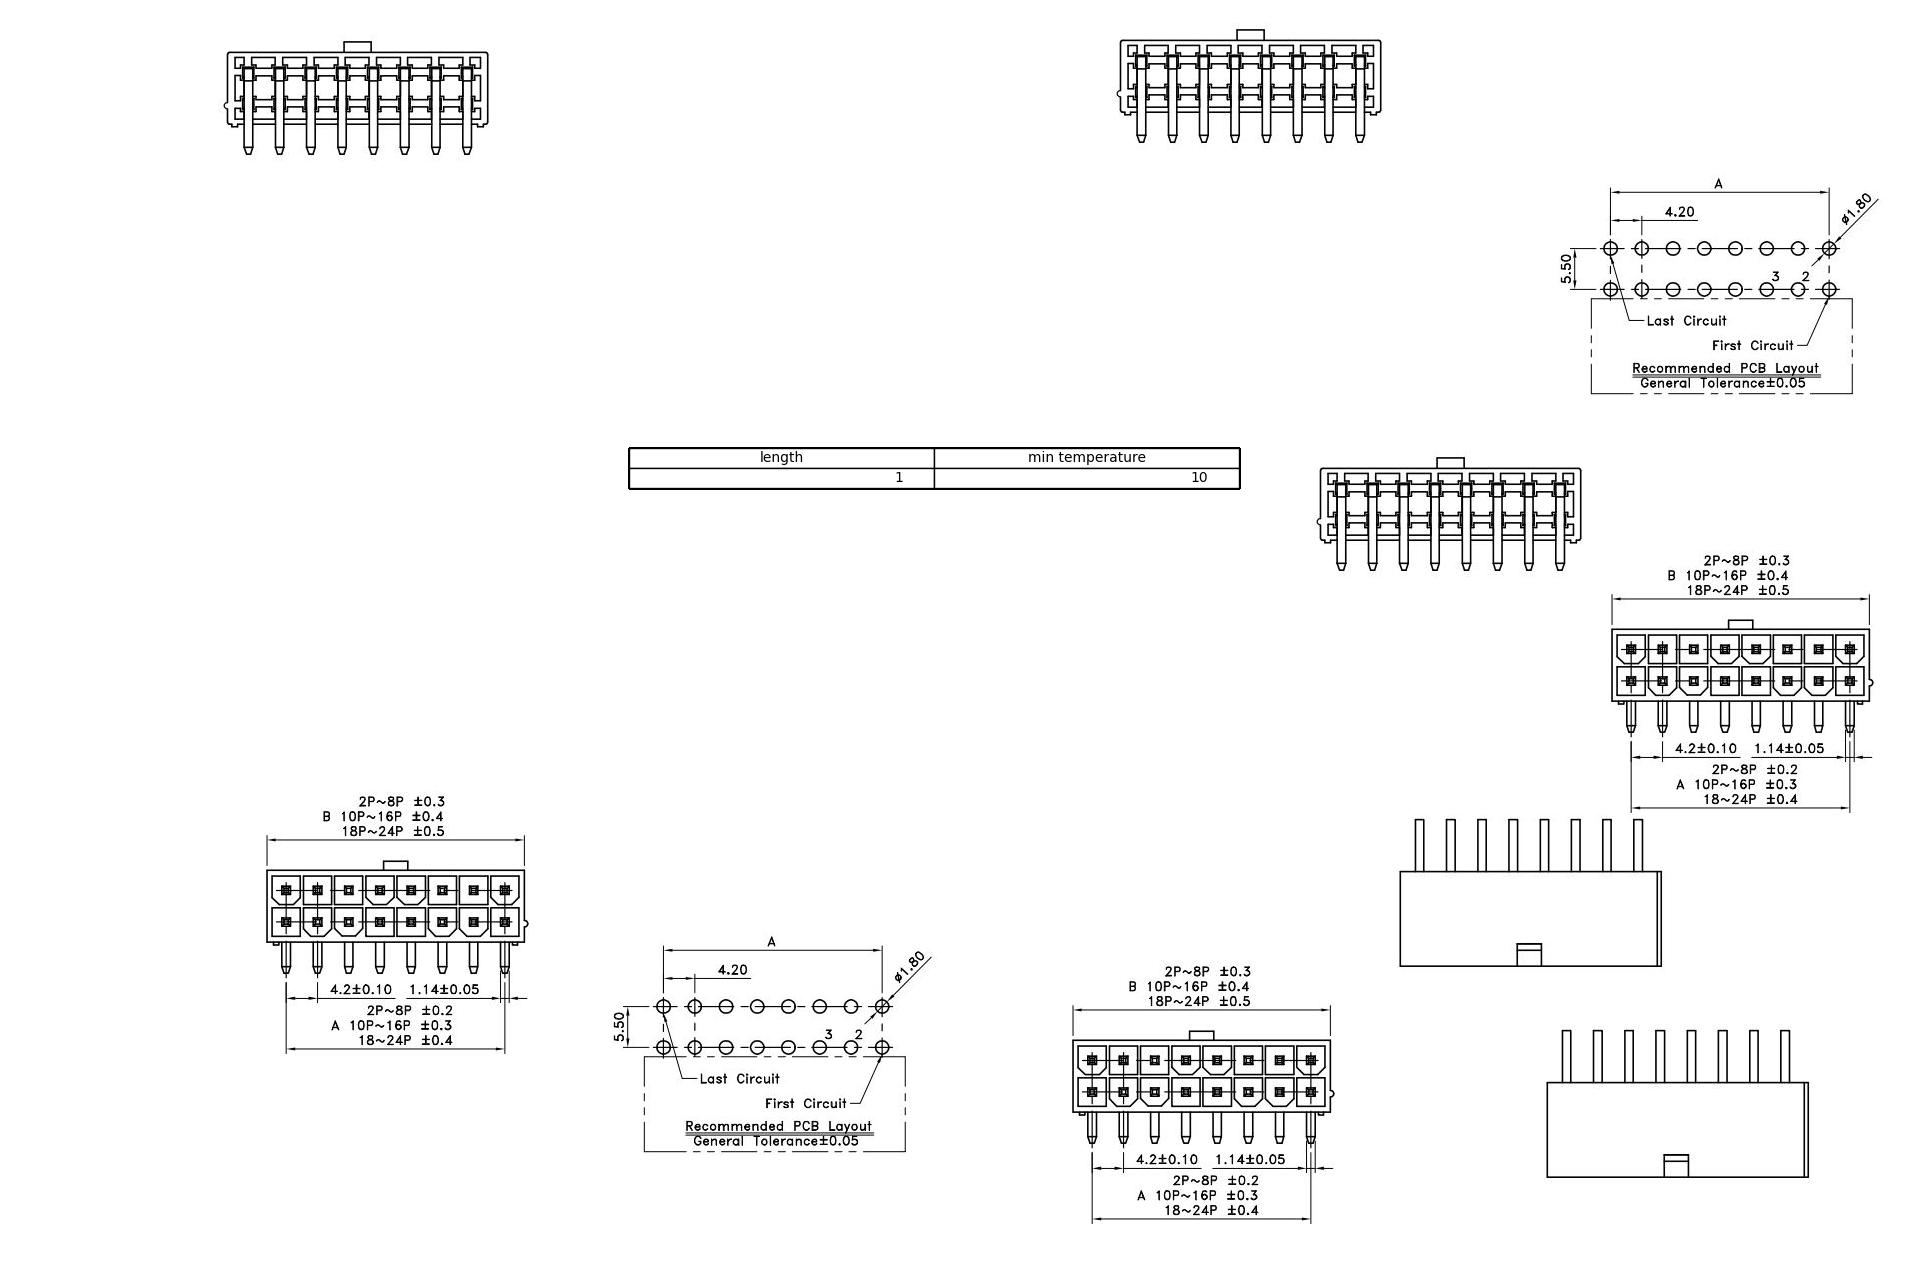 A
4.20
ø1.80
5.50
3 2
Last Circuit
First Circuit
Recommended PCB Layout
General Tolerance±0.05
length min temperature
1 10
2P~8P ±0.3
B 10P~16P ±0.4
18P~24P ±0.5
4.2±0.10 1.14±0.05
2P~8P ±0.2
A 10P~16P ±0.3
18~24P ±0.4
2P~8P ±0.3
B 10P~16P ±0.4
18P~24P ±0.5
4.2±0.10 1.14±0.05
2P~8P ±0.2
A 10P~16P ±0.3
18~24P ±0.4
A
4.20
ø1.80
5.50
3 2
Last Circuit
First Circuit
Recommended PCB Layout
General Tolerance±0.05
2P~8P ±0.3
B 10P~16P ±0.4
18P~24P ±0.5
4.2±0.10 1.14±0.05
2P~8P ±0.2
A 10P~16P ±0.3
18~24P ±0.4